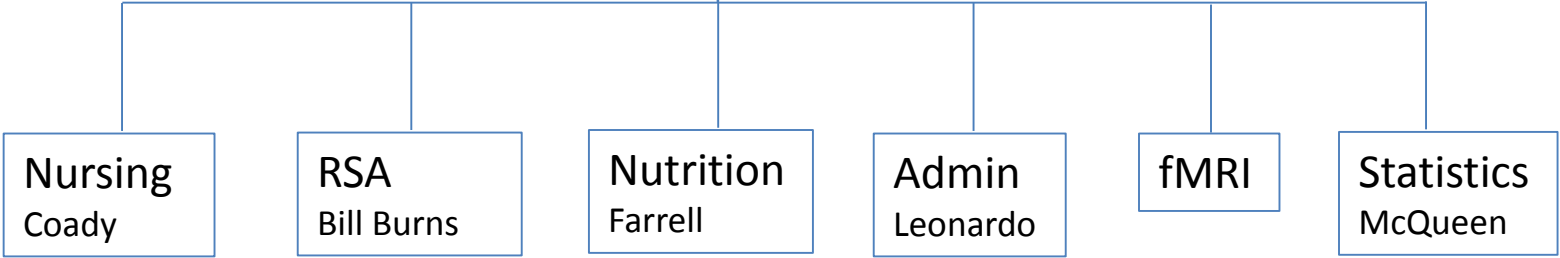 Nursing
Coady
RSA
Bill Burns
Nutrition
Farrell
Admin
Leonardo
fMRI
Statistics
McQueen